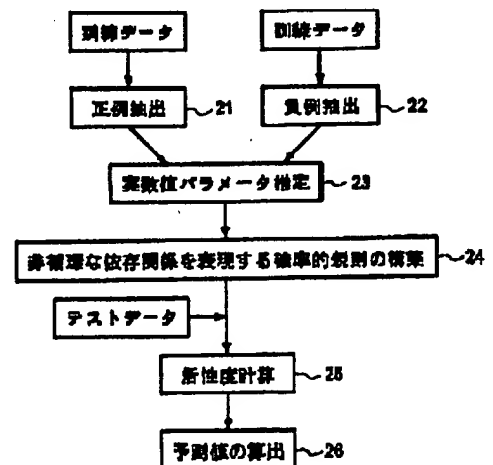 訓練データ
訓練データ
正例抽出
21
負例抽出
22
実数値パラメータ推定
23
非循環な依存関係を表現する確率的規則の構築
24
テストデータ
活性度計算
25
予測値の算出
26